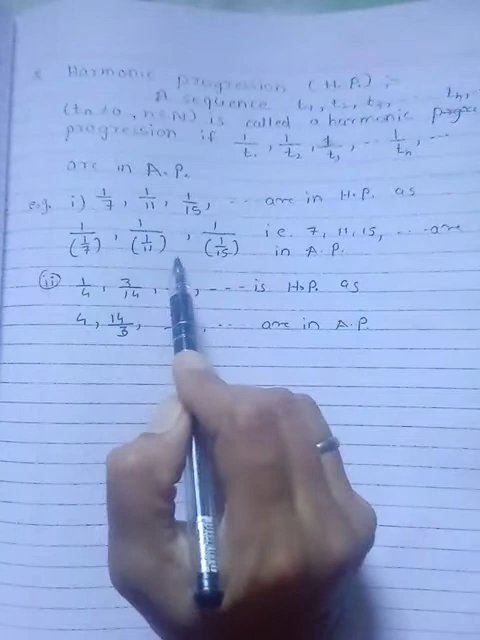 Harmonic progression (H.P.) :-
A sequence t₁, t₂, t₃, ... tₙ, ...
(tₙ ≠ 0, n ∈ N) is called a harmonic
progression if 1/t₁, 1/t₂, 1/t₃, ... 1/tₙ, ...
are in A.P.
e.g. i) 1/7, 1/11, 1/15, ... are in H.P. as
1/(1/7), 1/(1/11), 1/(1/15) i.e. 7, 11, 15, ... are
in A.P.
(ii) 1/4, 3/14, ... is H.P. as
4, 14/3, ... are in A.P.